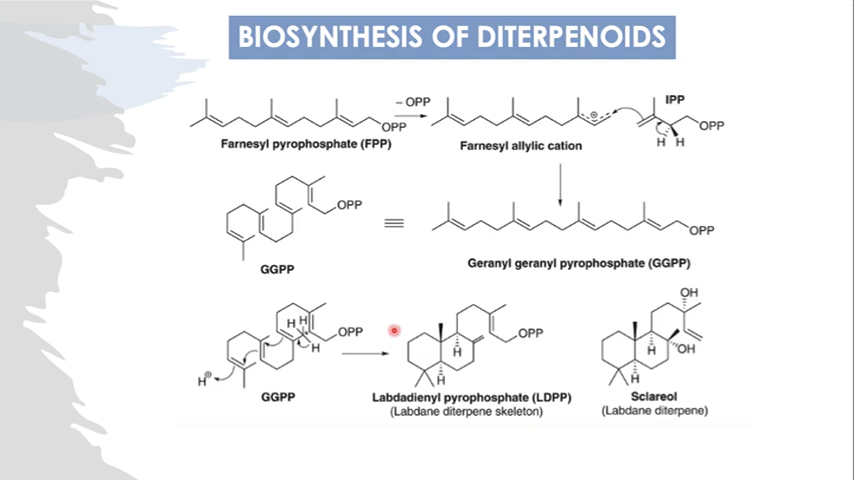 BIOSYNTHESIS OF DITERPENOIDS
– OPP
IPP
OPP
⊕
OPP
H H
Farnesyl pyrophosphate (FPP)
Farnesyl allylic cation
OPP
≡
OPP
GGPP
Geranyl geranyl pyrophosphate (GGPP)
H H
H
OPP
H⊕
GGPP
OPP
H
H
Labdadienyl pyrophosphate (LDPP)
(Labdane diterpene skeleton)
OH
H
OH
H
Sclareol
(Labdane diterpene)